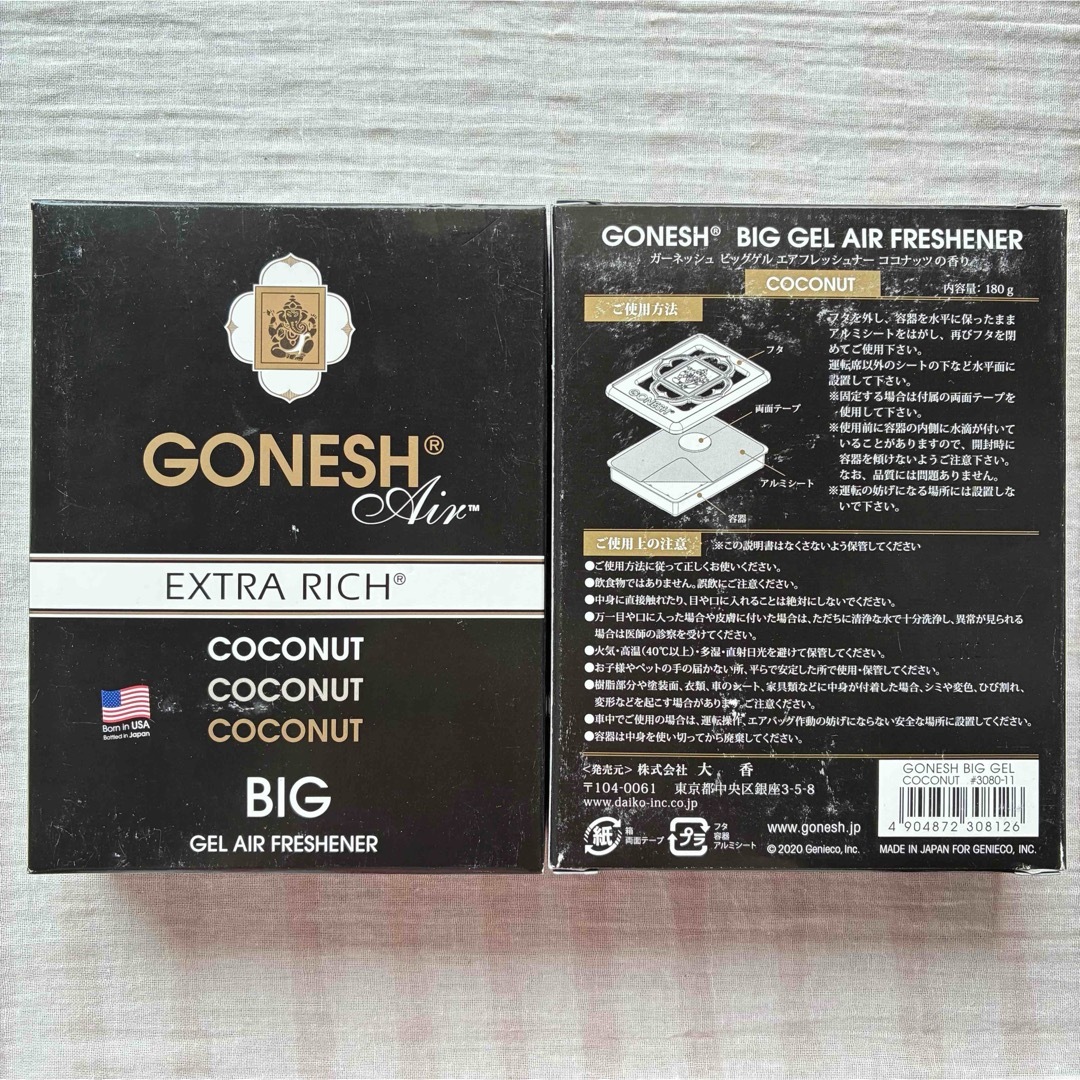 GONESH®
Air™
EXTRA RICH®
COCONUT
COCONUT
COCONUT
Born in USA
Bottled in Japan
BIG
GEL AIR FRESHENER
GONESH® BIG GEL AIR FRESHENER
ガーネッシュ ビッグゲル エアフレッシュナー ココナッツの香り
COCONUT
内容量: 180 g
ご使用方法
フタを外し、容器を水平に保ったまま
アルミシートをはがし、再びフタを閉
めてご使用下さい。
運転席以外のシートの下など水平面に
設置して下さい。
※固定する場合は付属の両面テープを
使用して下さい。
※使用前に容器の内側に水滴が付いて
いることがありますので、開封時に
容器を傾けないようご注意下さい。
なお、品質には問題ありません。
※運転の妨げになる場所には設置しな
いで下さい。
フタ
GONESH
両面テープ
アルミシート
容器
ご使用上の注意 ※この説明書はなくさないよう保管してください
●ご使用方法に従って正しくお使いください。
●飲食物ではありません。誤飲にご注意ください。
●中身に直接触れたり、目や口に入れることは絶対にしないでください。
●万一目や口に入った場合や皮膚に付いた場合は、ただちに清浄な水で十分洗浄し、異常が見られる
場合は医師の診察を受けてください。
●火気・高温(40℃以上)・多湿・直射日光を避けて保管してください。
●お子様やペットの手の届かない所、平らで安定した所で使用・保管してください。
●樹脂部分や塗装面、衣類、車のシート、家具類などに中身が付着した場合、シミや変色、ひび割れ、
変形などを起こす場合があります。ご注意ください。
●車中でご使用の場合は、運転操作、エアバッグ作動の妨げにならない安全な場所に設置してください。
●容器は中身を使い切ってから廃棄してください。
<発売元> 株式会社 大 香
〒104-0061 東京都中央区銀座3-5-8
www.daiko-inc.co.jp
GONESH BIG GEL
COCONUT #3080-11
4 904872 308126
紙
箱
両面テープ
プラ
フタ
容器
アルミシート
www.gonesh.jp
© 2020 Genieco, Inc.
MADE IN JAPAN FOR GENIECO, INC.